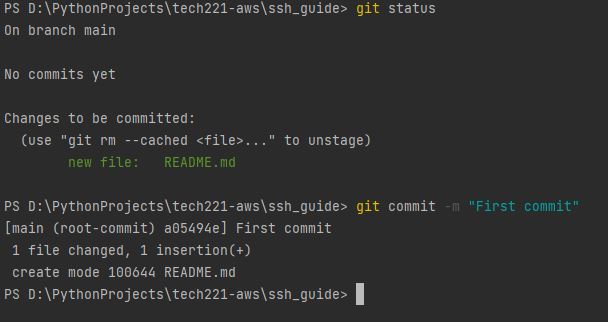 PS D:\PythonProjects\tech221-aws\ssh_guide> git status
On branch main
No commits yet
Changes to be committed:
(use "git rm --cached <file>..." to unstage)
new file:   README.md
PS D:\PythonProjects\tech221-aws\ssh_guide> git commit -m "First commit"
[main (root-commit) a05494e] First commit
1 file changed, 1 insertion(+)
create mode 100644 README.md
PS D:\PythonProjects\tech221-aws\ssh_guide>